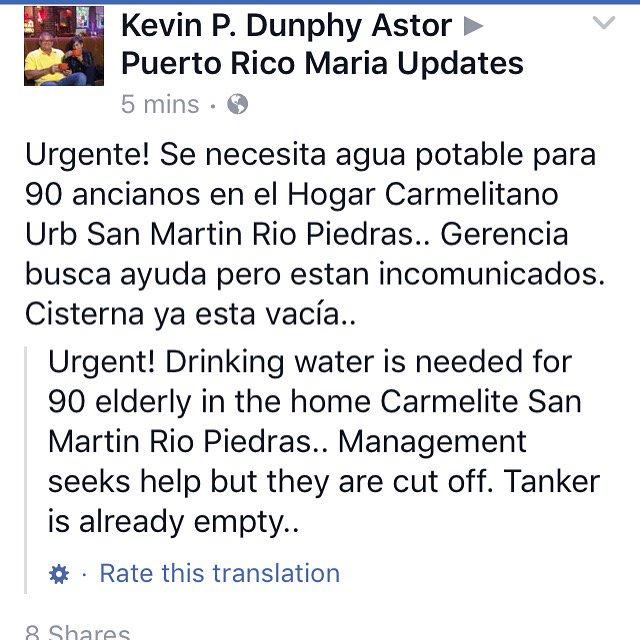 Kevin P. Dunphy Astor ▶
Puerto Rico Maria Updates
5 mins ·
Urgente! Se necesita agua potable para
90 ancianos en el Hogar Carmelitano
Urb San Martin Rio Piedras.. Gerencia
busca ayuda pero estan incomunicados.
Cisterna ya esta vacía..
Urgent! Drinking water is needed for
90 elderly in the home Carmelite San
Martin Rio Piedras.. Management
seeks help but they are cut off. Tanker
is already empty..
· Rate this translation
8 Shares